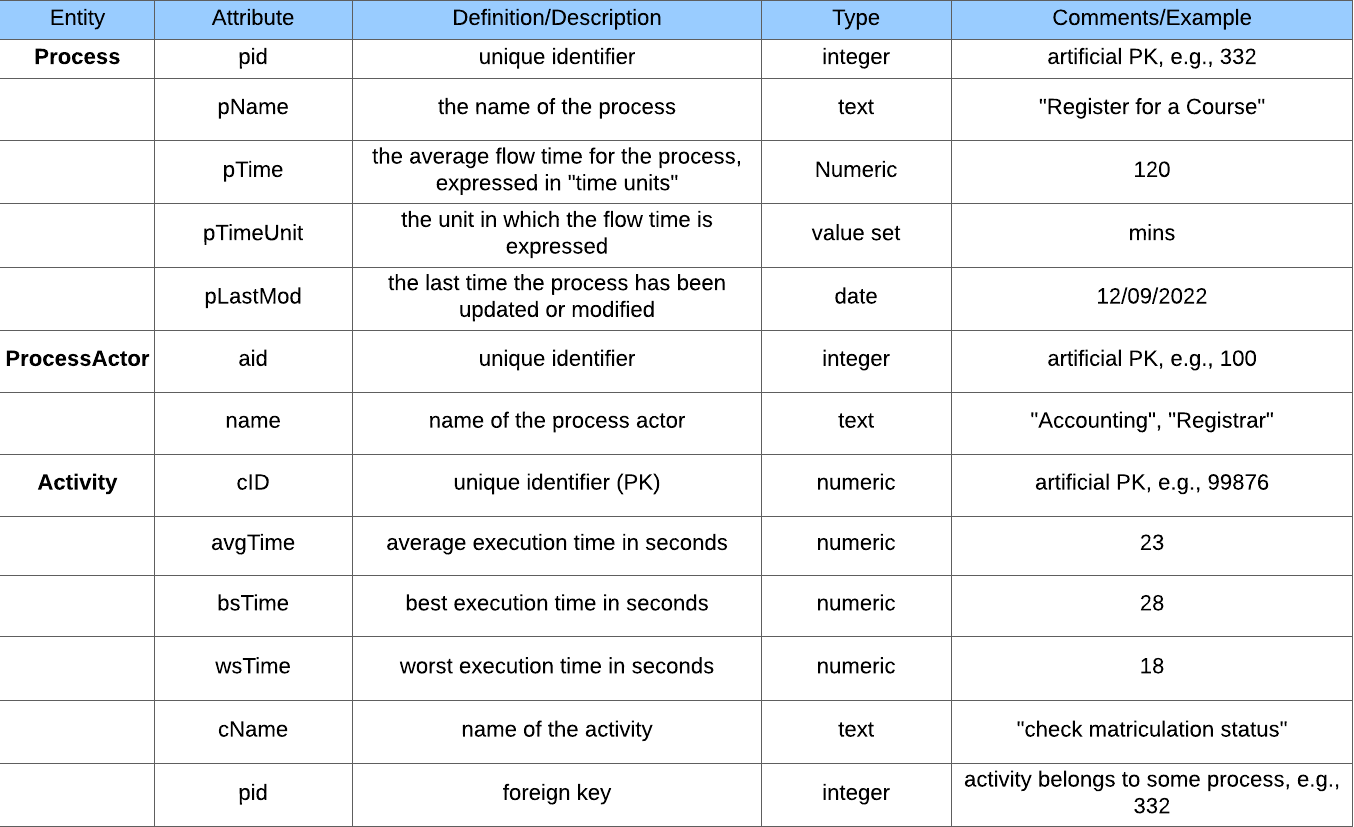 Entity Attribute Definition/Description Type Comments/Example
Process pid unique identifier integer artificial PK, e.g., 332
pName the name of the process text "Register for a Course"
pTime the average flow time for the process, expressed in "time units" Numeric 120
pTimeUnit the unit in which the flow time is expressed value set mins
pLastMod the last time the process has been updated or modified date 12/09/2022
ProcessActor aid unique identifier integer artificial PK, e.g., 100
name name of the process actor text "Accounting", "Registrar"
Activity cID unique identifier (PK) numeric artificial PK, e.g., 99876
avgTime average execution time in seconds numeric 23
bsTime best execution time in seconds numeric 28
wsTime worst execution time in seconds numeric 18
cName name of the activity text "check matriculation status"
pid foreign key integer activity belongs to some process, e.g., 332